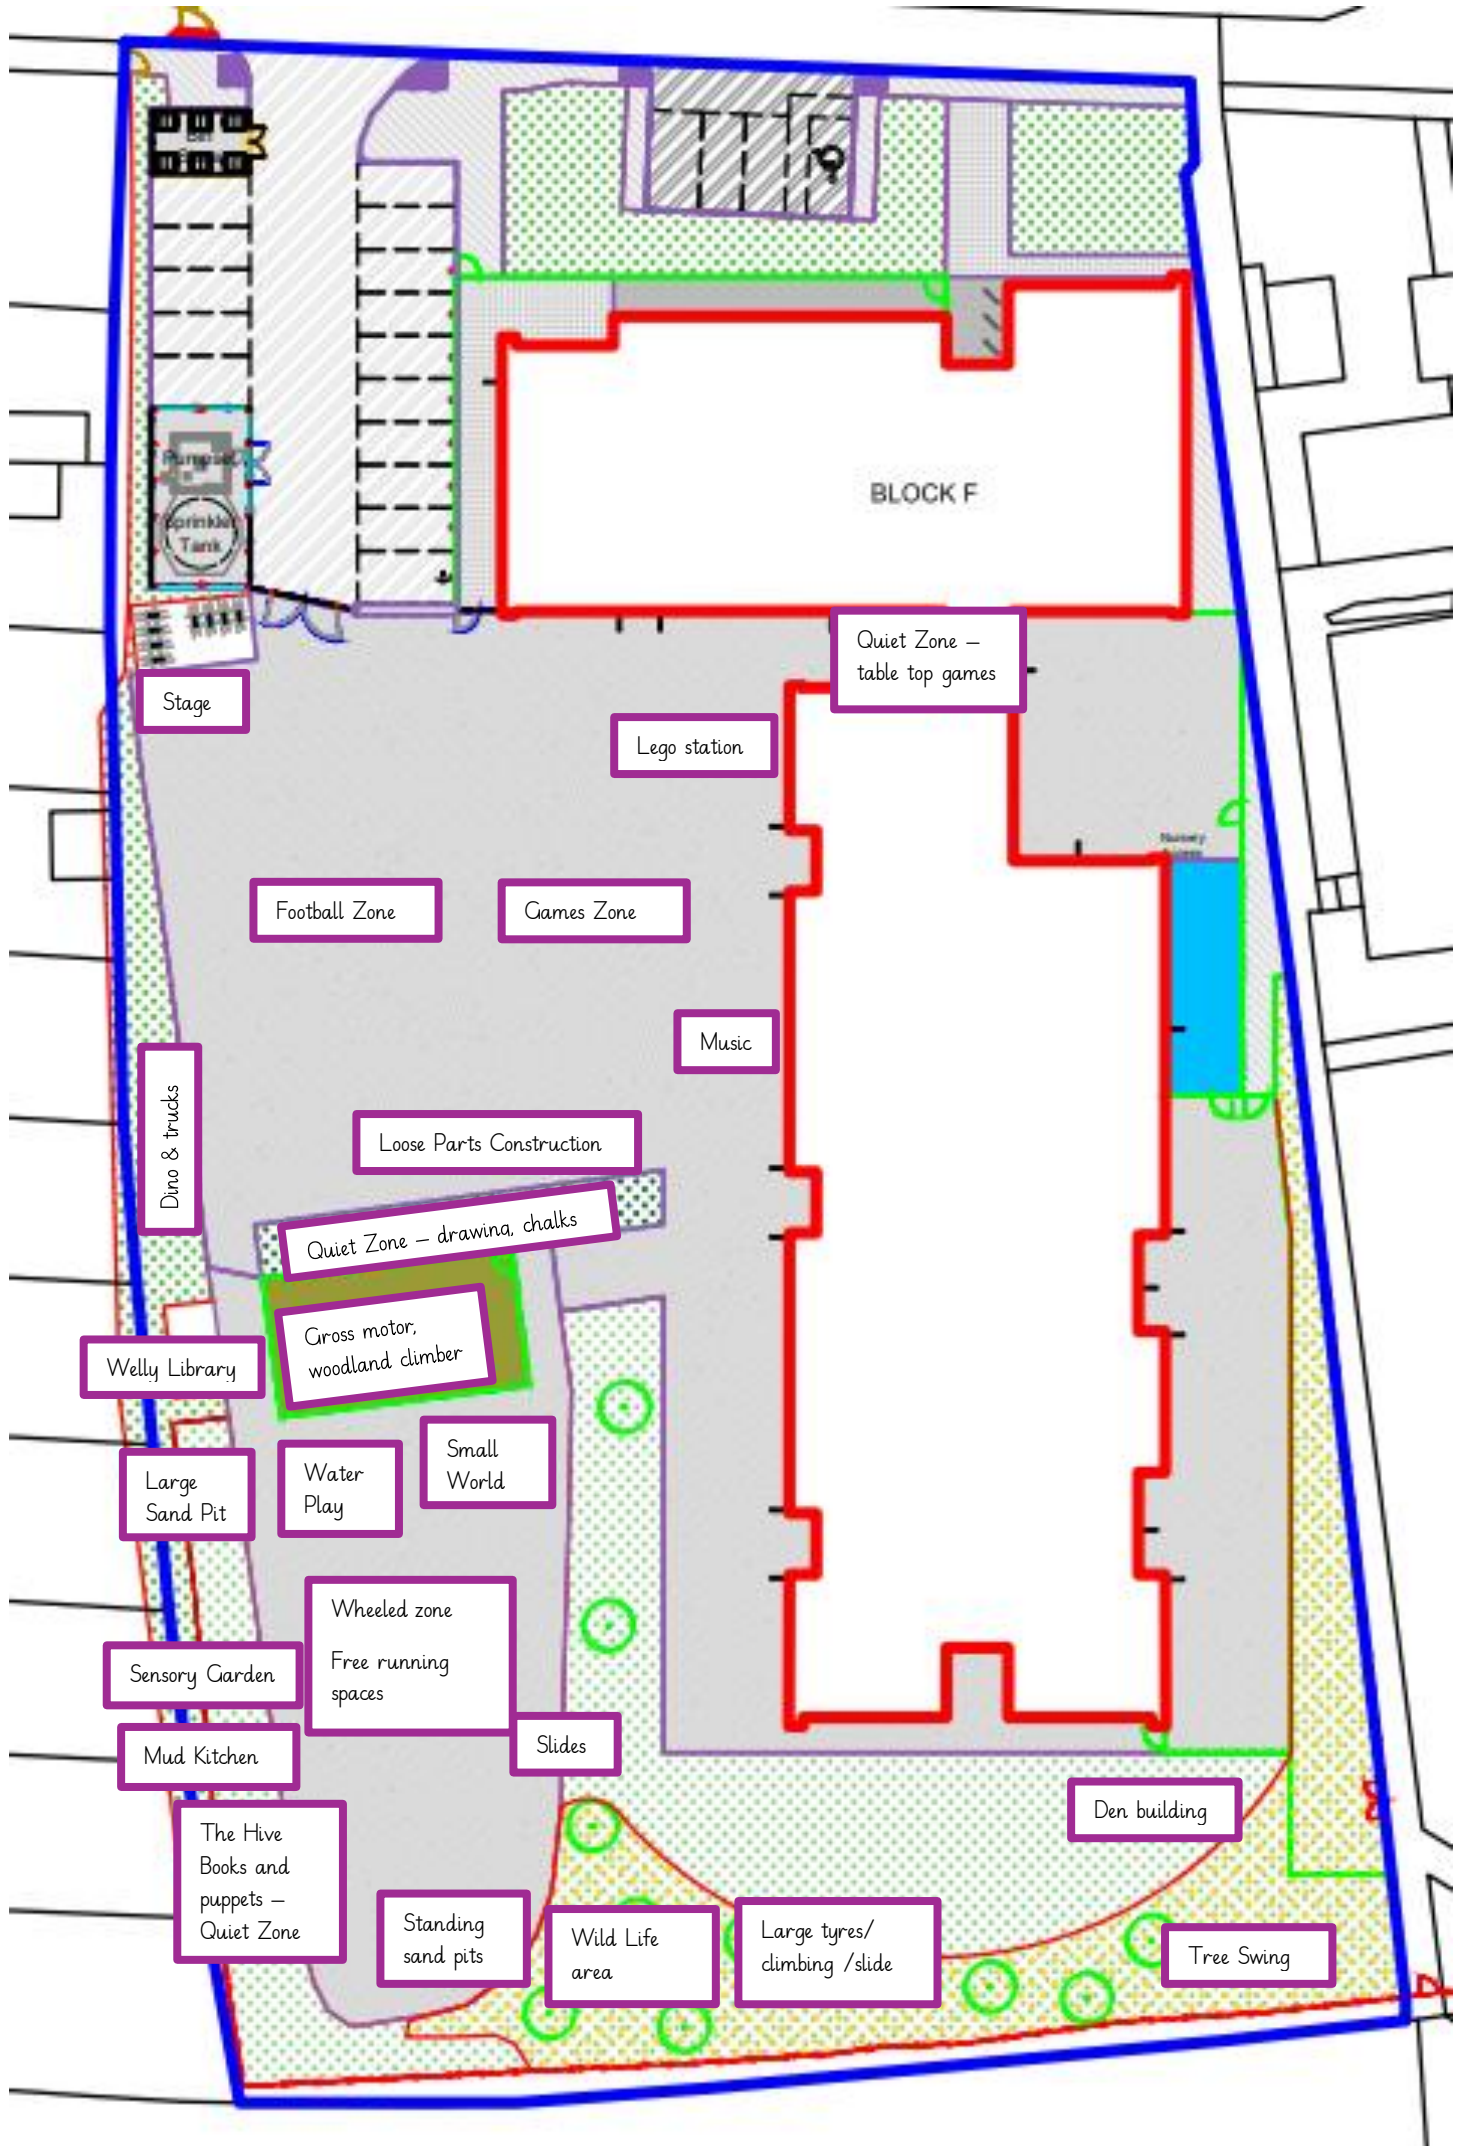 Bin
Pumpset
Sprinkler
Tank
BLOCK F
Quiet Zone –
table top games
Stage
Lego station
Nursery
Football Zone
Games Zone
Music
Dino & trucks
Loose Parts Construction
Quiet Zone – drawing, chalks
Gross motor,
woodland climber
Welly Library
Small
World
Water
Play
Large
Sand Pit
Wheeled zone
Free running
spaces
Sensory Garden
Slides
Mud Kitchen
Den building
The Hive
Books and
puppets –
Quiet Zone
Standing
sand pits
Wild Life
area
Large tyres/
climbing /slide
Tree Swing